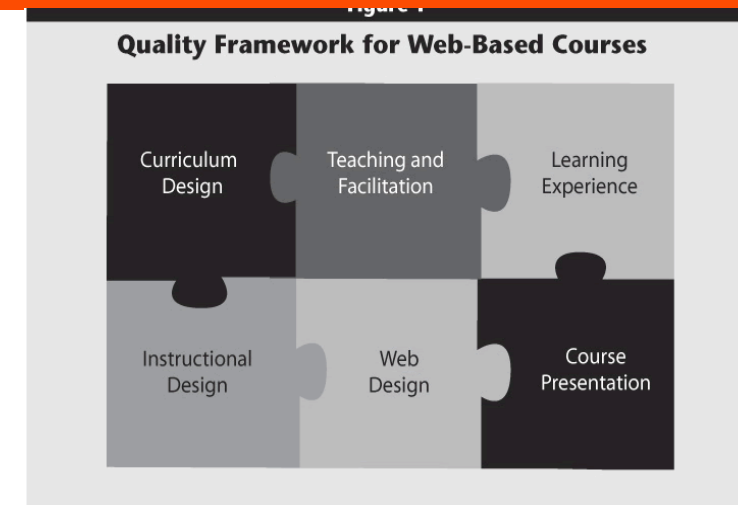 Quality Framework for Web-Based Courses
Curriculum
Design
Teaching and
Facilitation
Learning
Experience
Instructional
Design
Web
Design
Course
Presentation